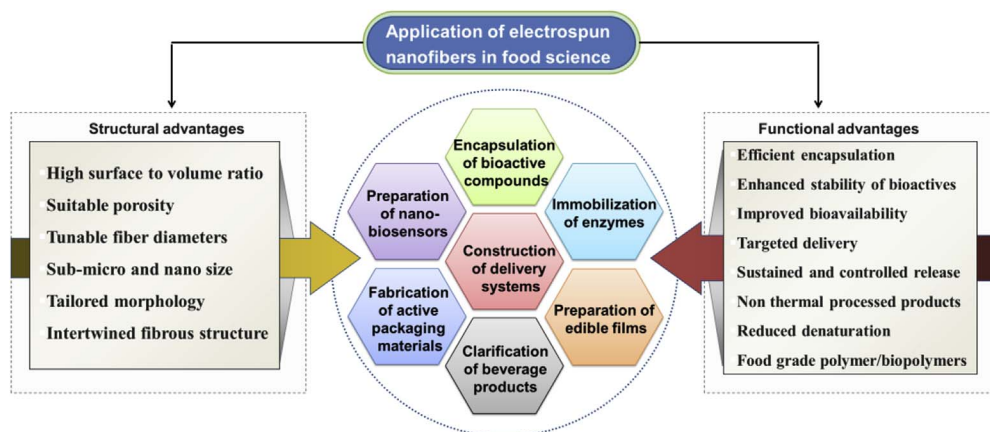 Application of electrospun
nanofibers in food science
Structural advantages
High surface to volume ratio
Suitable porosity
Tunable fiber diameters
Sub-micro and nano size
Tailored morphology
Intertwined fibrous structure
Encapsulation
of bioactive
compounds
Preparation
of nano-
biosensors
Immobilization
of enzymes
Construction
of delivery
systems
Fabrication
of active
packaging
materials
Preparation
of edible films
Clarification
of beverage
products
Functional advantages
Efficient encapsulation
Enhanced stability of bioactives
Improved bioavailability
Targeted delivery
Sustained and controlled release
Non thermal processed products
Reduced denaturation
Food grade polymer/biopolymers